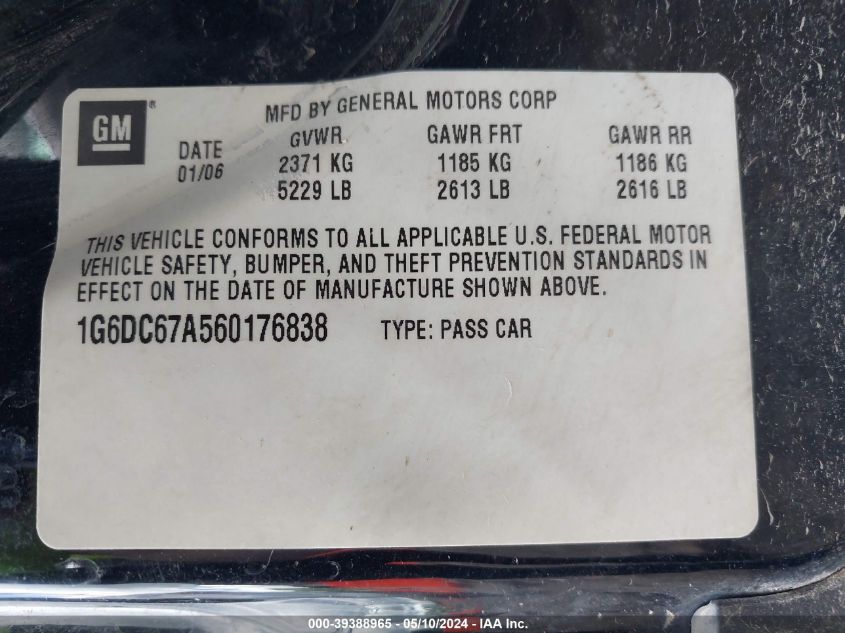 GM®
MFD BY GENERAL MOTORS CORP
DATE GVWR GAWR FRT GAWR RR
01/06 2371 KG 1185 KG 1186 KG
5229 LB 2613 LB 2616 LB
THIS VEHICLE CONFORMS TO ALL APPLICABLE U.S. FEDERAL MOTOR
VEHICLE SAFETY, BUMPER, AND THEFT PREVENTION STANDARDS IN
EFFECT ON THE DATE OF MANUFACTURE SHOWN ABOVE.
1G6DC67A560176838 TYPE: PASS CAR
000-39388965 - 05/10/2024 - IAA Inc.